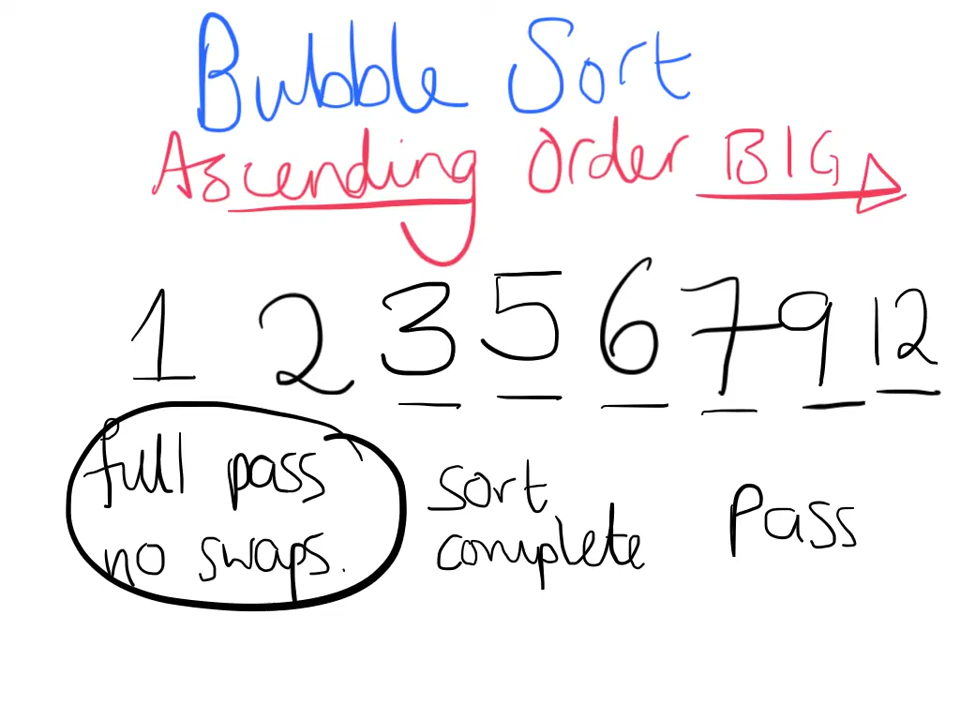 Bubble Sort
Ascending Order BIG
1 2 3 5 6 7 9 12
full pass
no swaps.
sort
complete
Pass